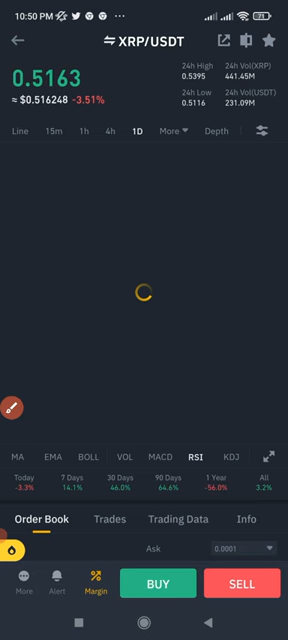 10:50 PM
71
XRP/USDT
0.5163
≈ $0.516248 -3.51%
24h High
0.5395
24h Vol(XRP)
441.45M
24h Low
0.5116
24h Vol(USDT)
231.09M
Line 15m 1h 4h 1D More Depth
MA EMA BOLL VOL MACD RSI KDJ
Today 7 Days 30 Days 90 Days 1 Year All
-3.3% 14.1% 46.0% 64.6% -56.0% 3.2%
Order Book Trades Trading Data Info
Ask 0.0001
More Alert Margin BUY SELL